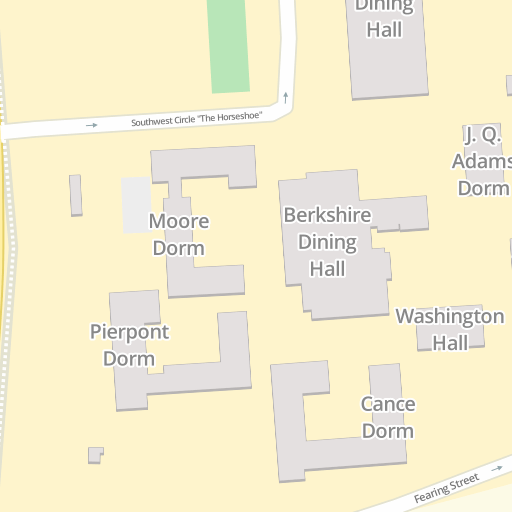 Dining
Hall
Southwest Circle "The Horseshoe"
J. Q.
Adams
Dorm
Moore
Dorm
Berkshire
Dining
Hall
Washington
Hall
Pierpont
Dorm
Cance
Dorm
Fearing Street